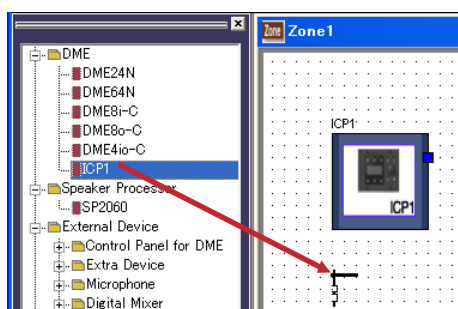 DME
DME24N
DME64N
DME8i-C
DME8o-C
DME4io-C
ICP1
Speaker Processor
SP2060
External Device
Control Panel for DME
Extra Device
Microphone
Digital Mixer
Zone Zone1
ICP1
ICP1